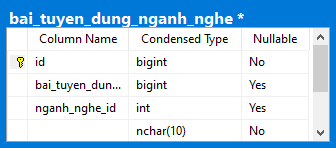 bai_tuyen_dung_nganh_nghe *
Column Name Condensed Type Nullable
id bigint No
bai_tuyen_dun... bigint Yes
nganh_nghe_id int Yes
nchar(10) No